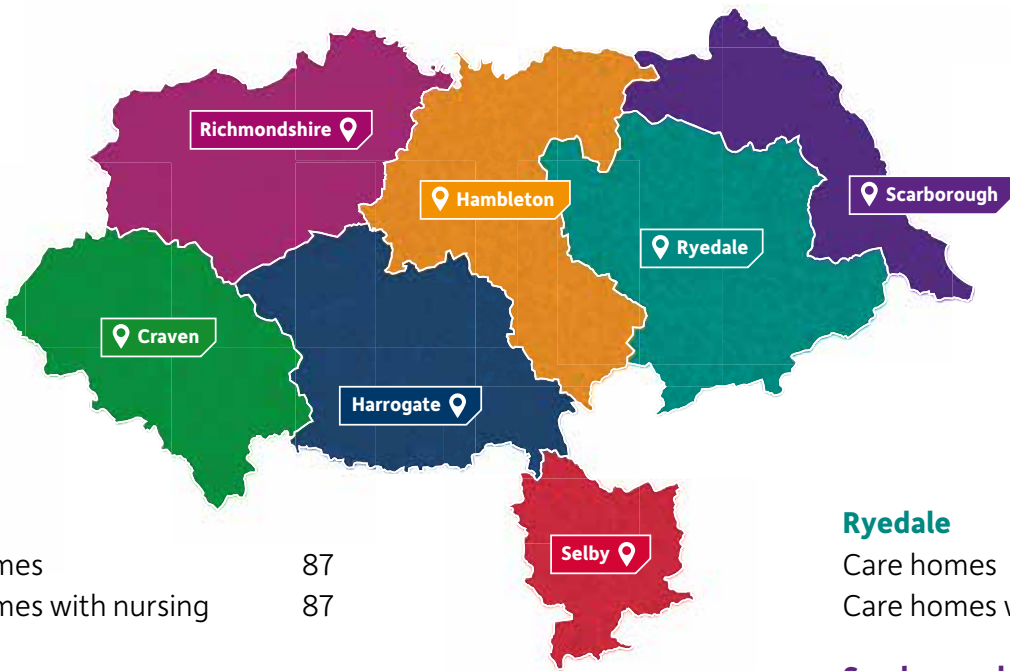 Richmondshire
Hambleton
Scarborough
Ryedale
Craven
Harrogate
Selby
mes 87
mes with nursing 87
Ryedale
Care homes
Care homes